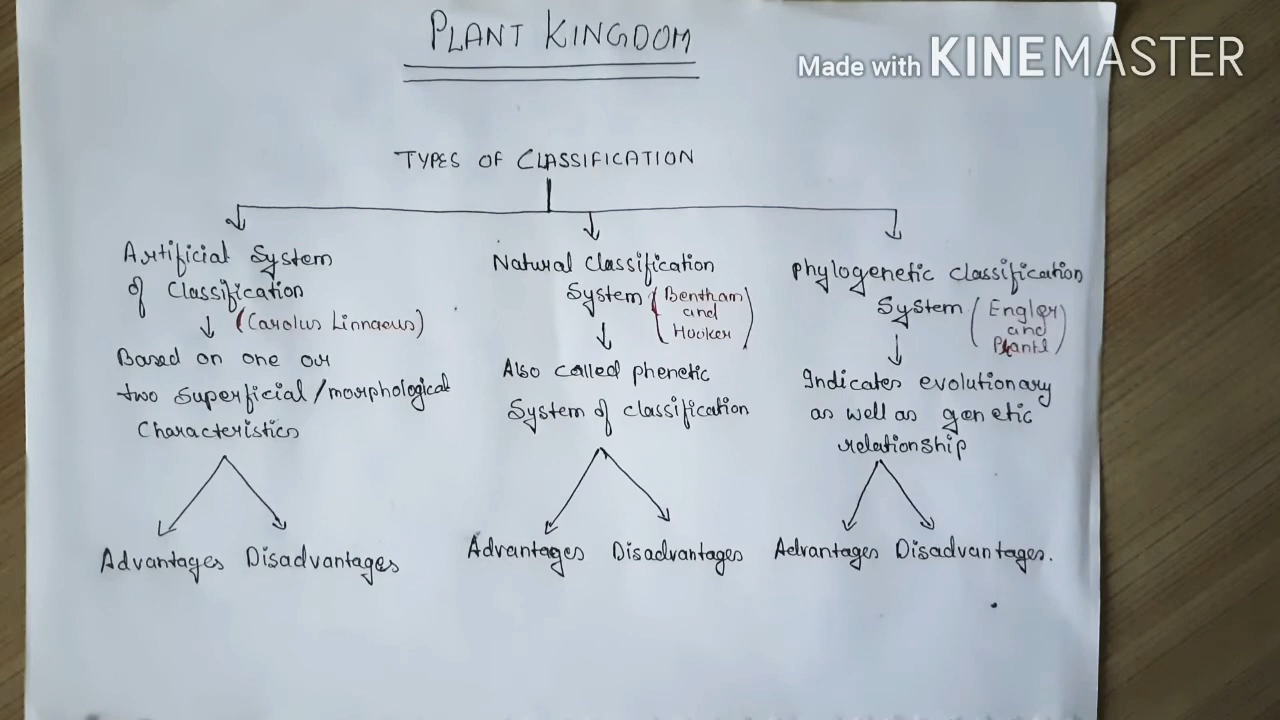 PLANT KINGDOM
Made with KINEMASTER
TYPES OF CLASSIFICATION
Artificial System
of Classification
(Carolus Linnaeus)
Based on one or
two Superficial/morphological
Characteristics
Advantages Disadvantages
Natural Classification
System (Bentham
and
Hooker)
Also called phenetic
System of classification
Advantages Disadvantages
Phylogenetic classification
System (Engler
and
Prantl)
Indicates evolutionary
as well as genetic
relationship
Advantages Disadvantages.